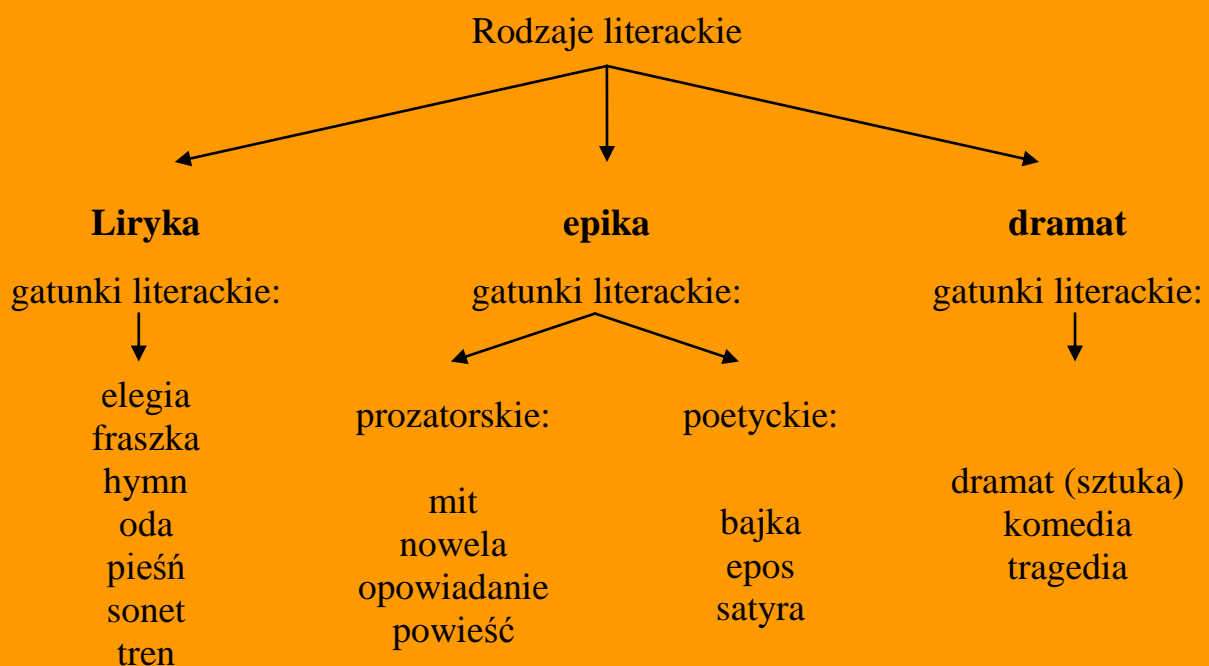 Rodzaje literackie
Liryka
gatunki literackie:
elegia
fraszka
hymn
oda
pieśń
sonet
tren
epika
gatunki literackie:
prozatorskie:
mit
nowela
opowiadanie
powieść
poetyckie:
bajka
epos
satyra
dramat
gatunki literackie:
dramat (sztuka)
komedia
tragedia